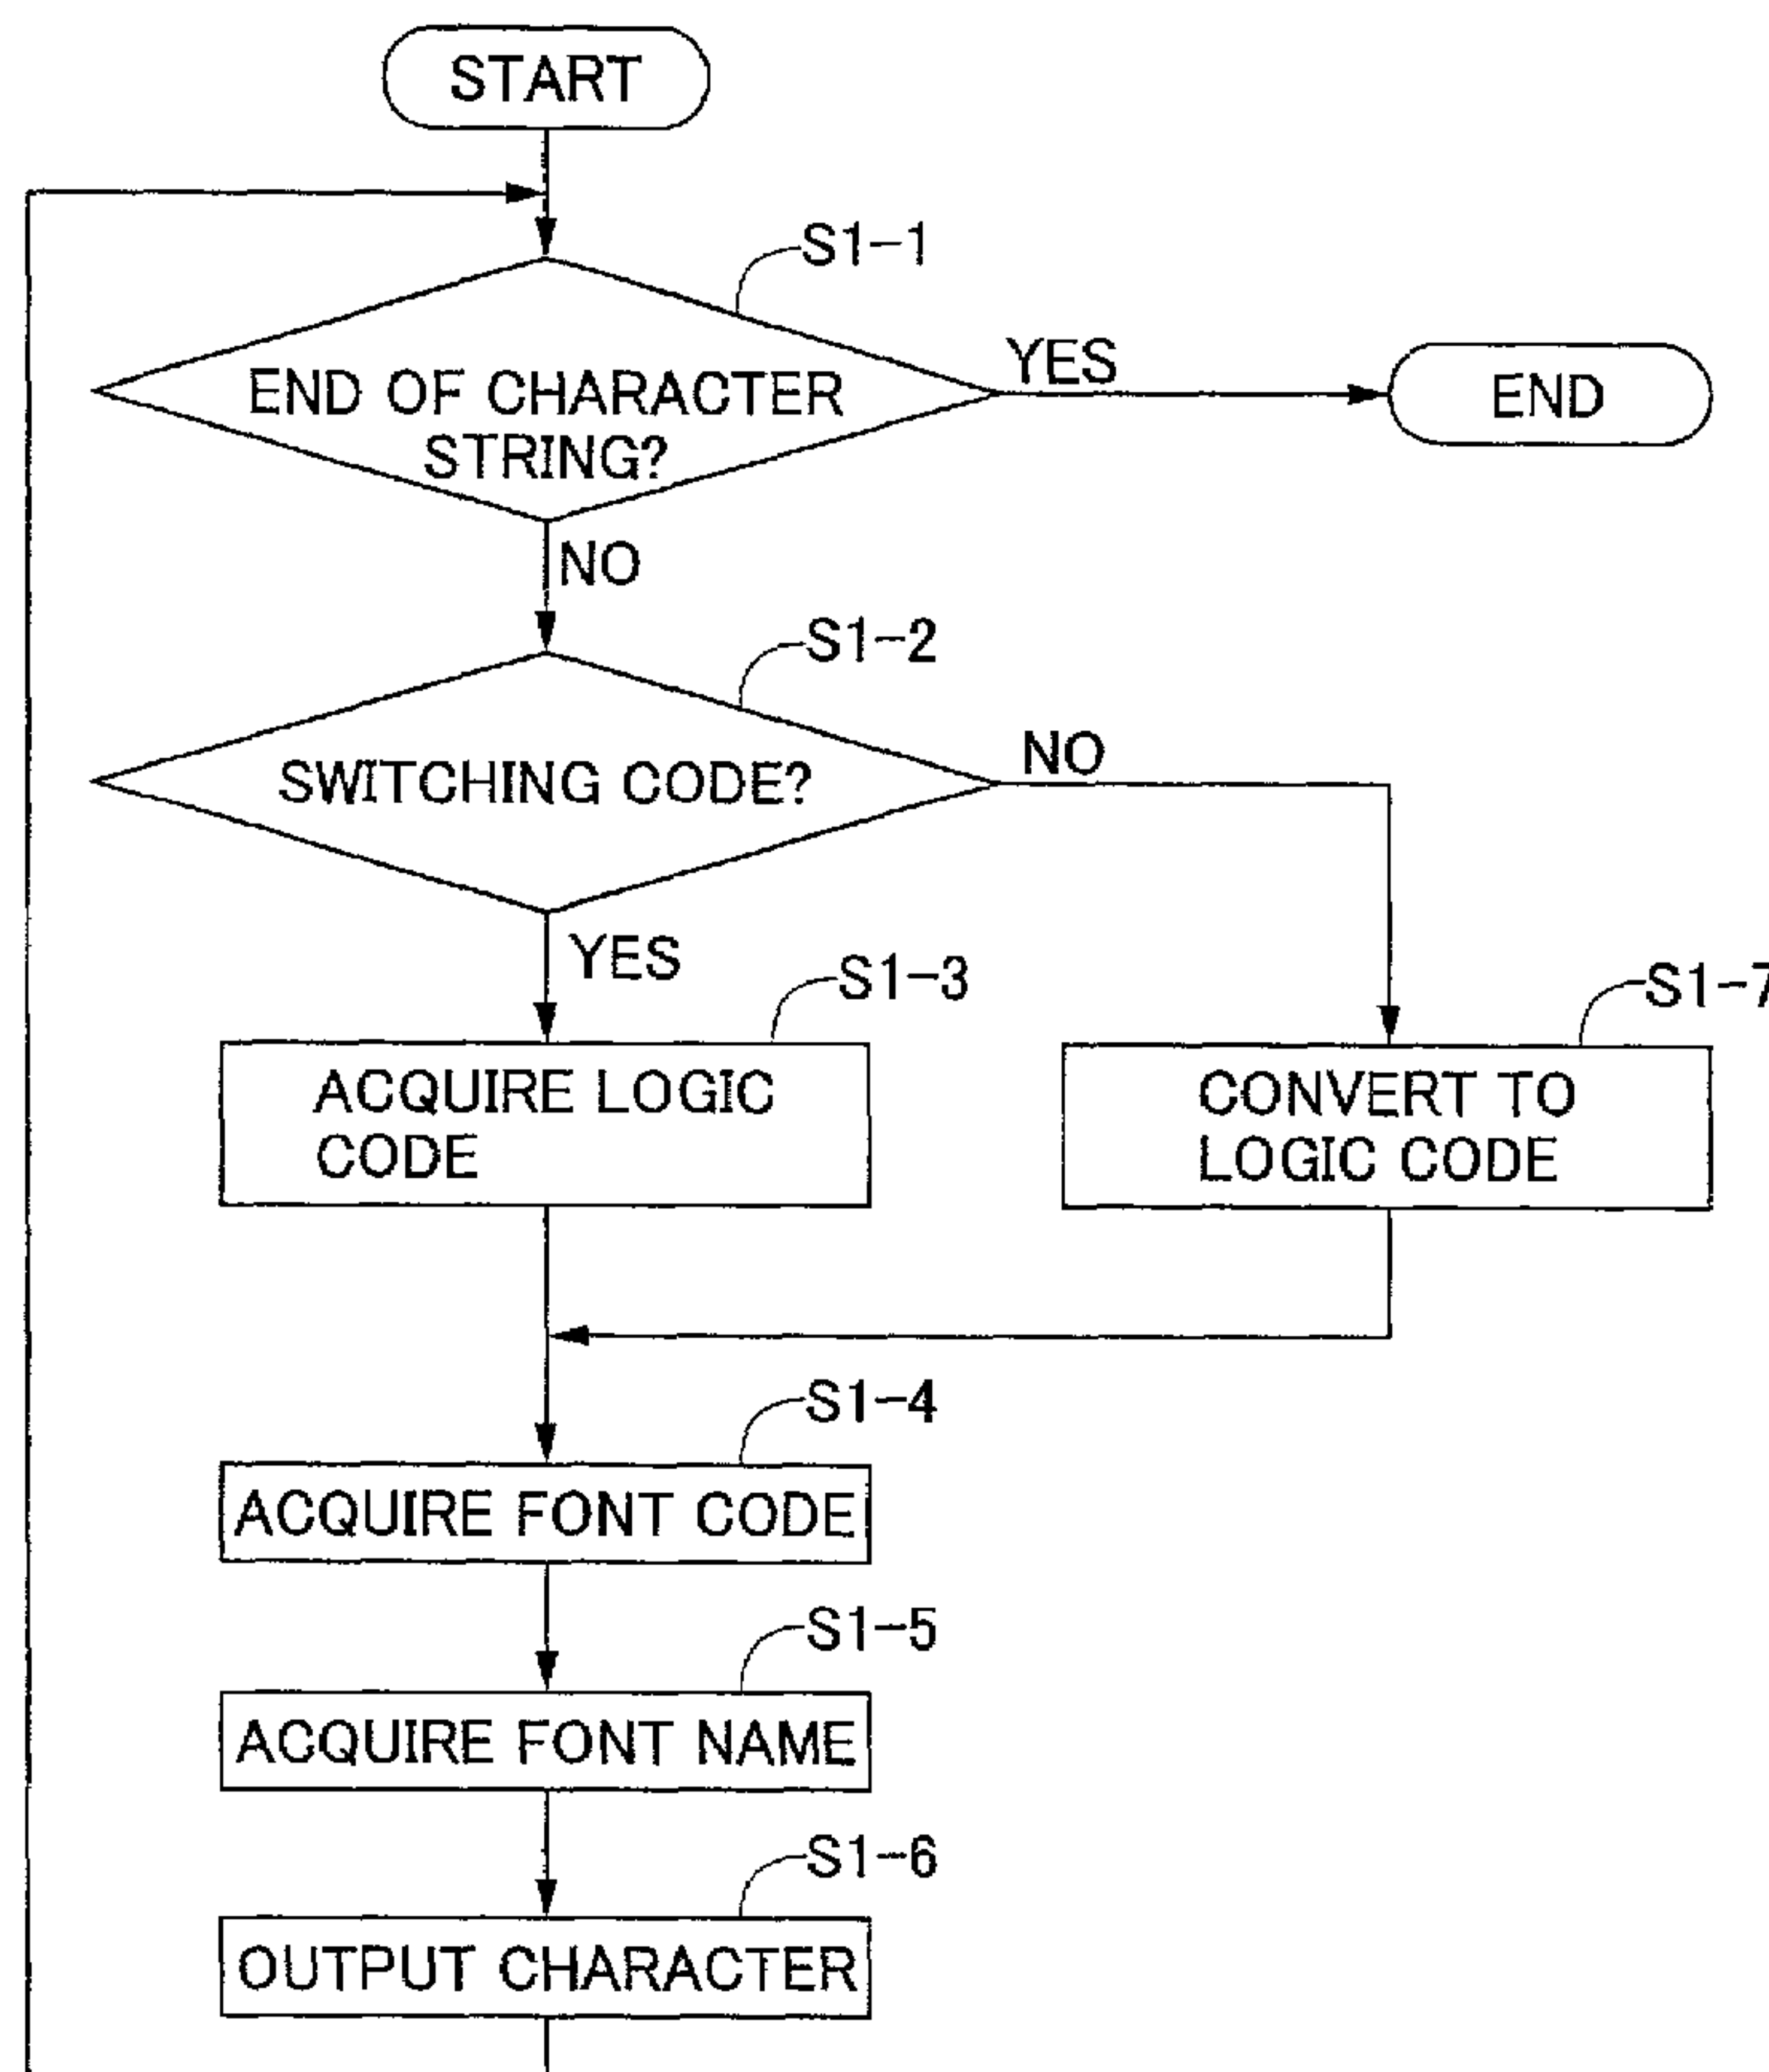 START
S1-1
END OF CHARACTER
STRING?
YES
END
NO
S1-2
SWITCHING CODE?
NO
YES
S1-3
S1-7
ACQUIRE LOGIC
CODE
CONVERT TO
LOGIC CODE
S1-4
ACQUIRE FONT CODE
S1-5
ACQUIRE FONT NAME
S1-6
OUTPUT CHARACTER